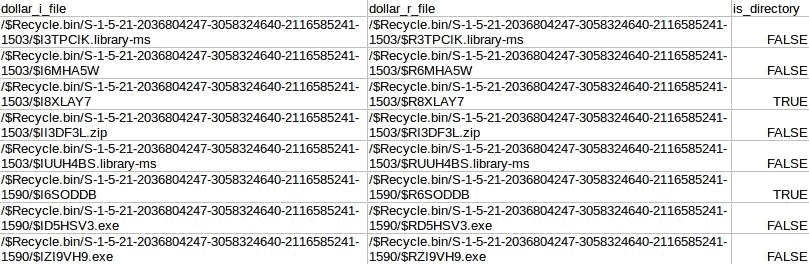 dollar_i_file dollar_r_file is_directory
/$Recycle.bin/S-1-5-21-2036804247-3058324640-2116585241- /$Recycle.bin/S-1-5-21-2036804247-3058324640-2116585241-
1503/$I3TPCIK.library-ms 1503/$R3TPCIK.library-ms FALSE
/$Recycle.bin/S-1-5-21-2036804247-3058324640-2116585241- /$Recycle.bin/S-1-5-21-2036804247-3058324640-2116585241-
1503/$I6MHA5W 1503/$R6MHA5W FALSE
/$Recycle.bin/S-1-5-21-2036804247-3058324640-2116585241- /$Recycle.bin/S-1-5-21-2036804247-3058324640-2116585241-
1503/$I8XLAY7 1503/$R8XLAY7 TRUE
/$Recycle.bin/S-1-5-21-2036804247-3058324640-2116585241- /$Recycle.bin/S-1-5-21-2036804247-3058324640-2116585241-
1503/$II3DF3L.zip 1503/$RI3DF3L.zip FALSE
/$Recycle.bin/S-1-5-21-2036804247-3058324640-2116585241- /$Recycle.bin/S-1-5-21-2036804247-3058324640-2116585241-
1503/$IUUH4BS.library-ms 1503/$RUUH4BS.library-ms FALSE
/$Recycle.bin/S-1-5-21-2036804247-3058324640-2116585241- /$Recycle.bin/S-1-5-21-2036804247-3058324640-2116585241-
1590/$I6SODDB 1590/$R6SODDB TRUE
/$Recycle.bin/S-1-5-21-2036804247-3058324640-2116585241- /$Recycle.bin/S-1-5-21-2036804247-3058324640-2116585241-
1590/$ID5HSV3.exe 1590/$RD5HSV3.exe FALSE
/$Recycle.bin/S-1-5-21-2036804247-3058324640-2116585241- /$Recycle.bin/S-1-5-21-2036804247-3058324640-2116585241-
1590/$IZI9VH9.exe 1590/$RZI9VH9.exe FALSE